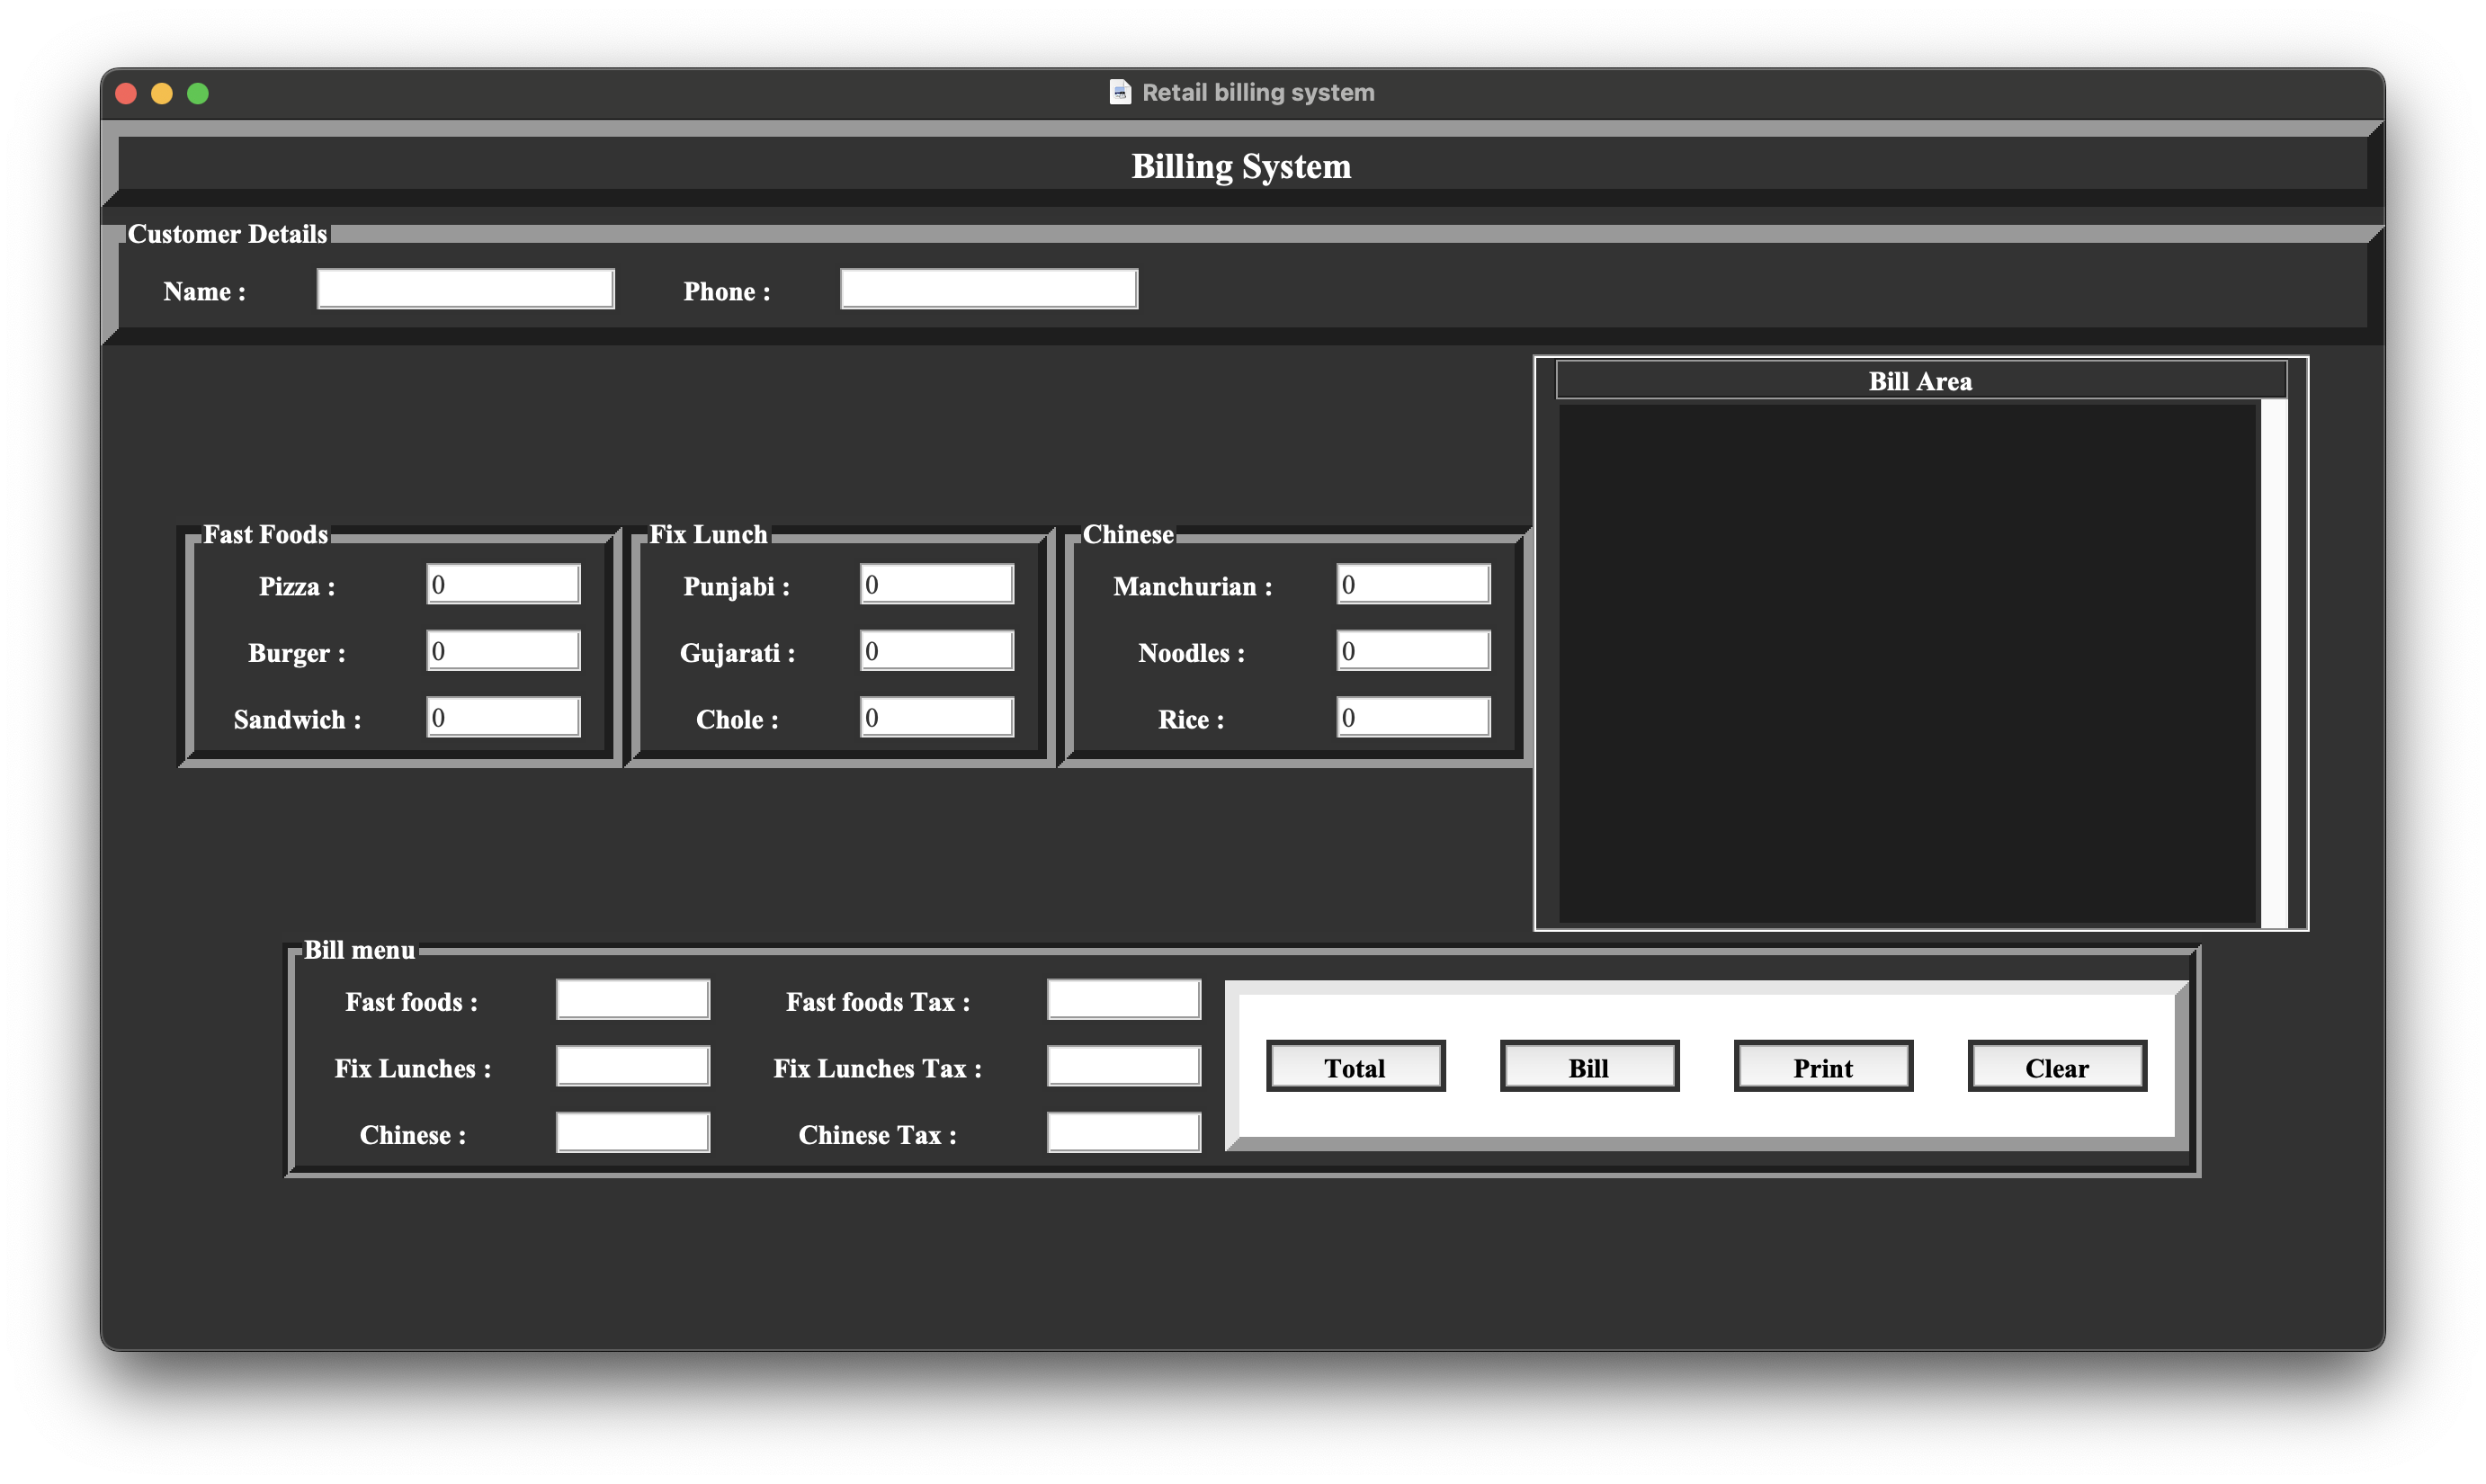 Retail billing system
Billing System
Customer Details
Name :
Phone :
Bill Area
Fast Foods
Pizza : 0
Burger : 0
Sandwich : 0
Fix Lunch
Punjabi : 0
Gujarati : 0
Chole : 0
Chinese
Manchurian : 0
Noodles : 0
Rice : 0
Bill menu
Fast foods :
Fast foods Tax :
Fix Lunches :
Fix Lunches Tax :
Chinese :
Chinese Tax :
Total
Bill
Print
Clear